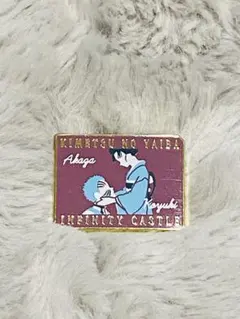 KIMETSU NO YAIBA
Akaza
Koyuki
INFINITY CASTLE